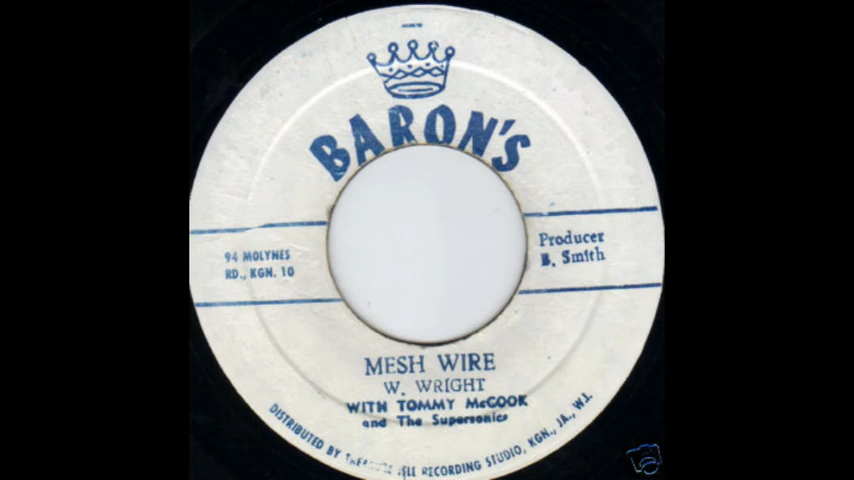 BARON'S
94 MOLYNES
RD., KGN. 10
Producer
B. Smith
MESH WIRE
W. WRIGHT
WITH TOMMY McCOOK
and The Supersonics
DISTRIBUTED BY RECORDING STUDIO, KGN., JA., W.I.